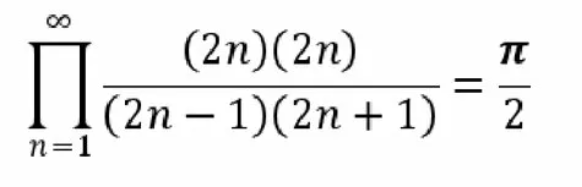 ∏_{n=1}^{∞} (2n)(2n) / (2n − 1)(2n + 1) = π / 2